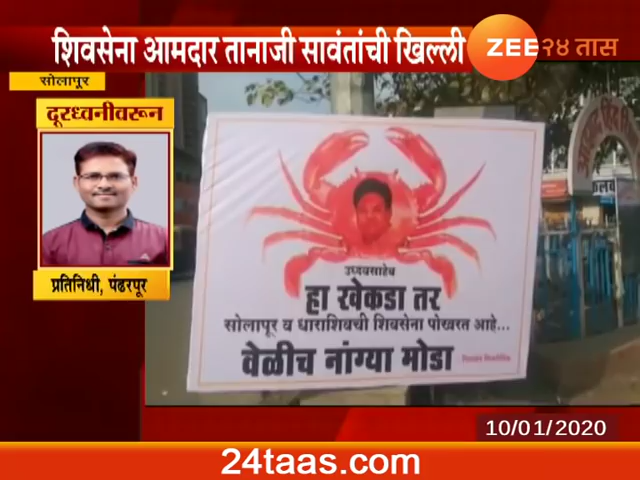 शिवसेना आमदार तानाजी सावंतांची खिल्ली
ZEE २४ तास
सोलापूर
दूरध्वनीवरून
प्रतिनिधी, पंढरपूर
उध्दवसाहेब
हा खेकडा तर
सोलापूर व धाराशिवची शिवसेना पोखरत आहे...
वेळीच नांग्या मोडा
10/01/2020
24taas.com